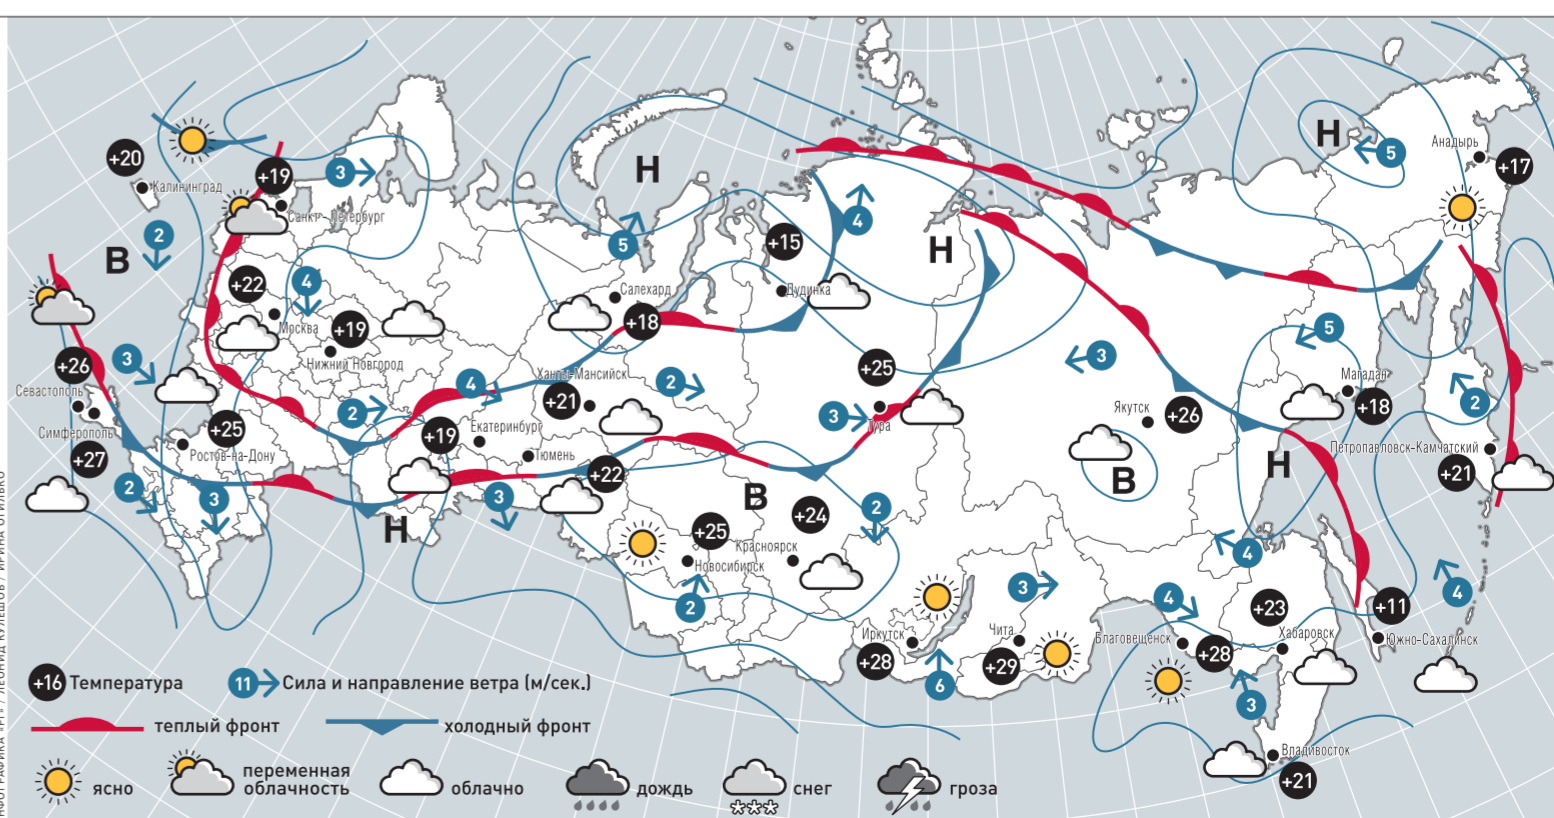 Н
5
Анадырь
+17
+20
Калининград
+19
3
Санкт-Петербург
Н
5
4
+15
Дудинка
Н
2
В
+22
4
Москва
+19
Нижний Новгород
Салехард
+18
5
3
Магадан
+18
2
+26
Севастополь
3
Симферополь
+27
+25
Ростов-на-Дону
2
3
2
4
+19
Екатеринбург
Тюмень
3
Н
Ханты-Мансийск
+21
2
+22
+25
3
Тура
Якутск
+26
В
Н
Петропавловск-Камчатский
+21
В
+25
Новосибирск
2
+24
Красноярск
2
4
4
3
Иркутск
+28
6
Чита
+29
4
Благовещенск
+28
+23
Хабаровск
3
+11
Южно-Сахалинск
Владивосток
+21
+16 Температура
11 Сила и направление ветра (м/сек.)
теплый фронт
холодный фронт
ясно
переменная
облачность
облачно
дождь
снег
гроза